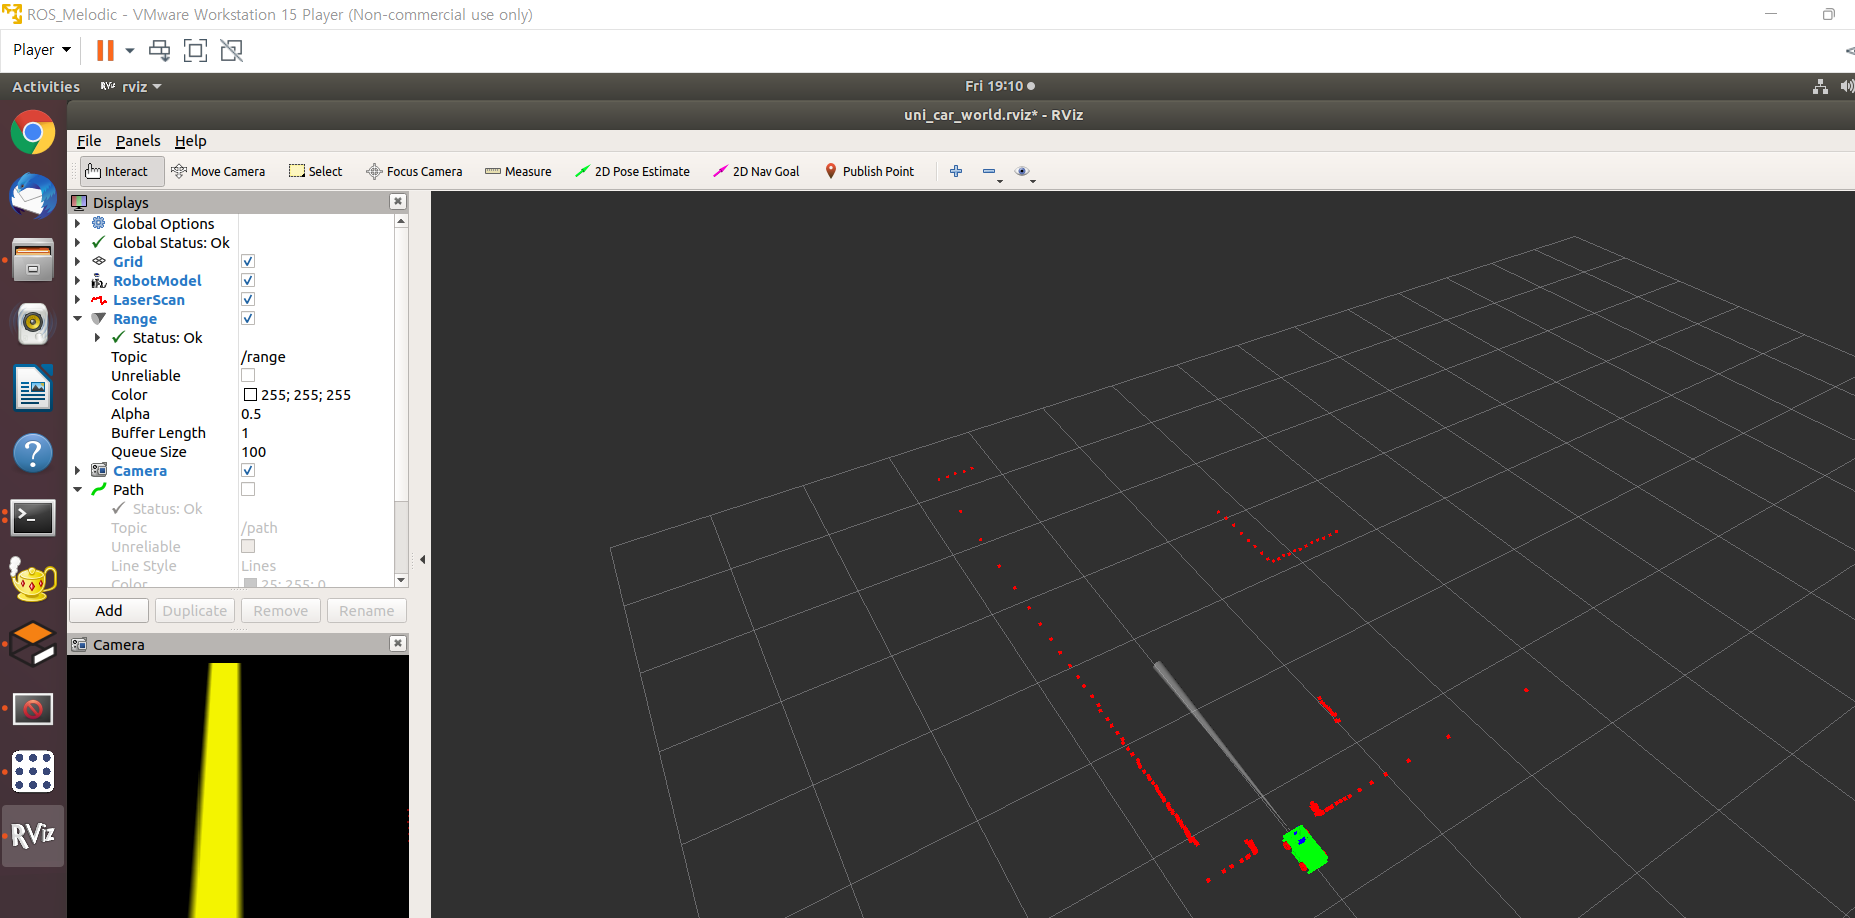 ROS_Melodic - VMware Workstation 15 Player (Non-commercial use only)
Player
Activities
RViz rviz
Fri 19:10
uni_car_world.rviz* - RViz
File Panels Help
Interact Move Camera Select Focus Camera Measure 2D Pose Estimate 2D Nav Goal Publish Point
Displays
Global Options
Global Status: Ok
Grid
RobotModel
LaserScan
Range
Status: Ok
Topic /range
Unreliable
Color 255; 255; 255
Alpha 0.5
Buffer Length 1
Queue Size 100
Camera
Path
Status: Ok
Topic /path
Unreliable
Line Style Lines
Color 25; 255; 0
Add Duplicate Remove Rename
Camera
RViz